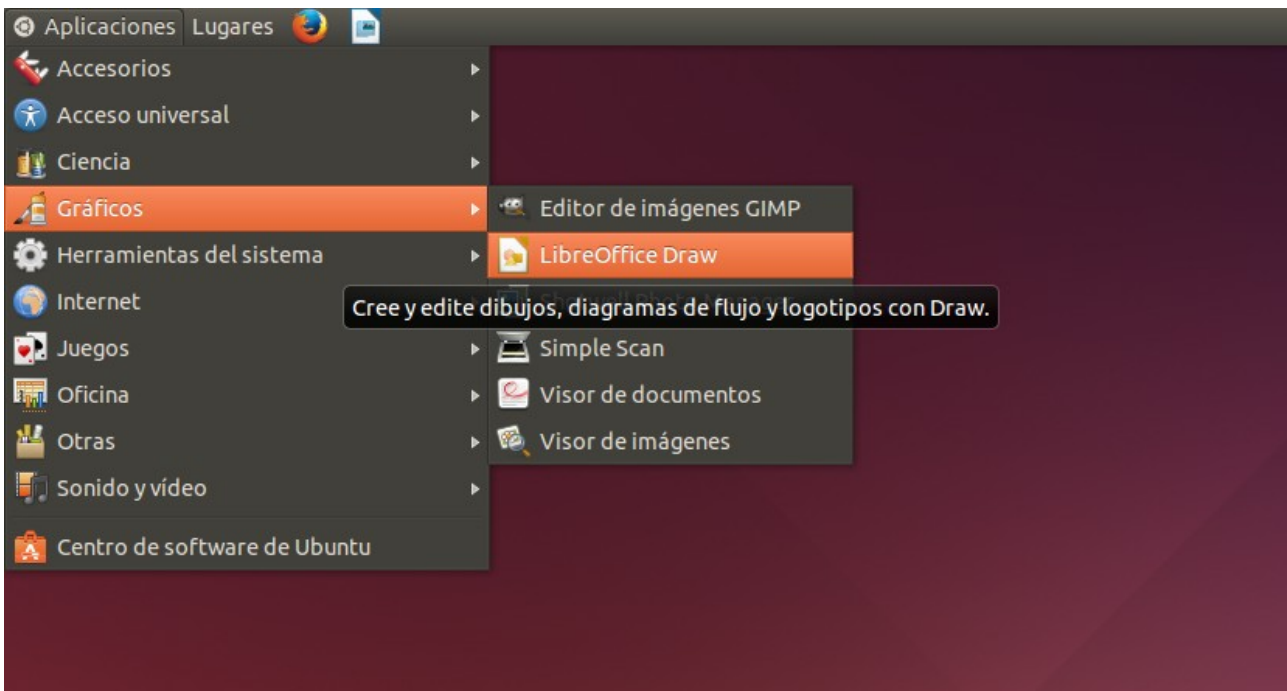 Aplicaciones Lugares
Accesorios
Acceso universal
Ciencia
Gráficos
Herramientas del sistema
Internet
Juegos
Oficina
Otras
Sonido y vídeo
Centro de software de Ubuntu
Editor de imágenes GIMP
LibreOffice Draw
Cree y edite dibujos, diagramas de flujo y logotipos con Draw.
Simple Scan
Visor de documentos
Visor de imágenes